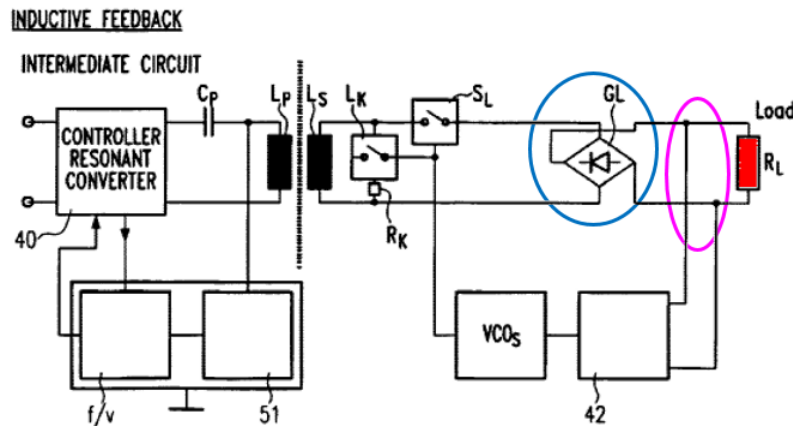 INDUCTIVE FEEDBACK
INTERMEDIATE CIRCUIT
CP LP LS LK SL GL Load
CONTROLLER
RESONANT
CONVERTER
RL
40
RK
VCOS
f/v 51 42